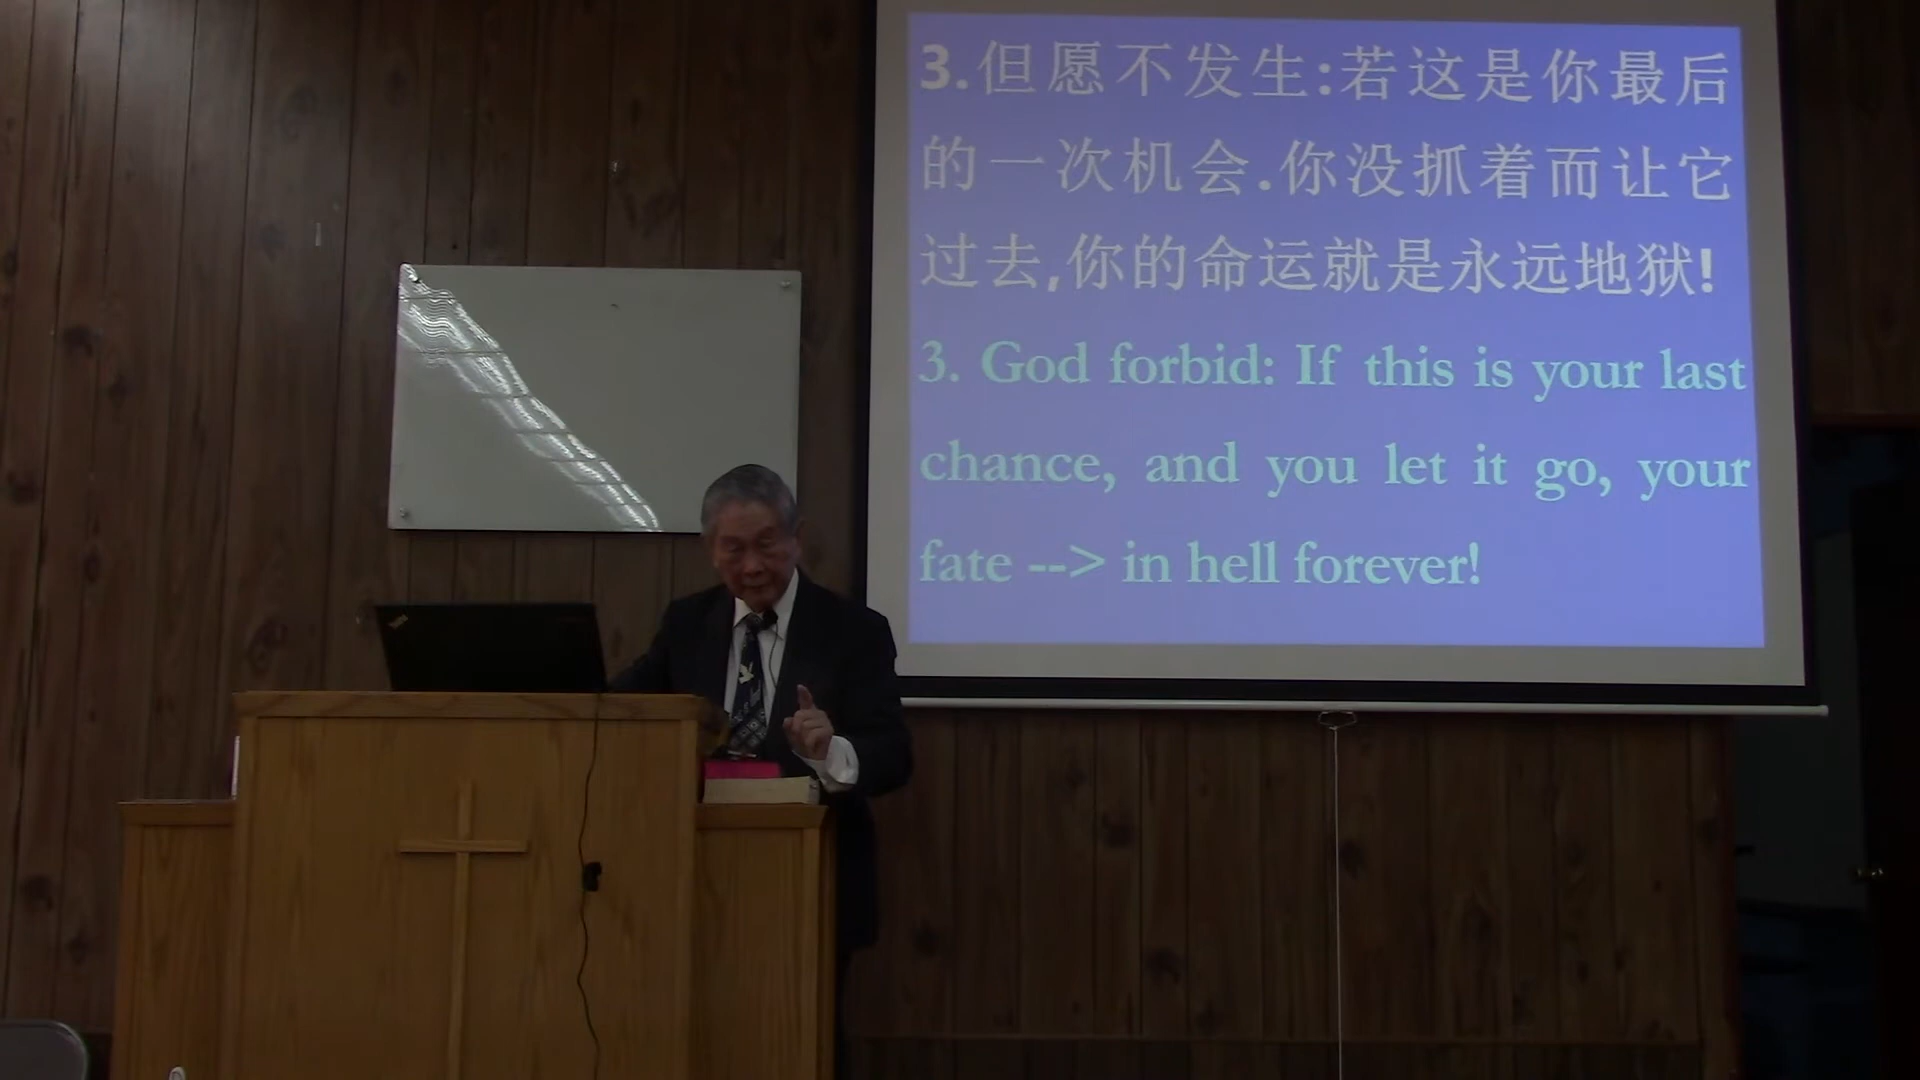 3.但愿不发生:若这是你最后
的一次机会.你没抓着而让它
过去,你的命运就是永远地狱!
3. God forbid: If this is your last
chance, and you let it go, your
fate --> in hell forever!